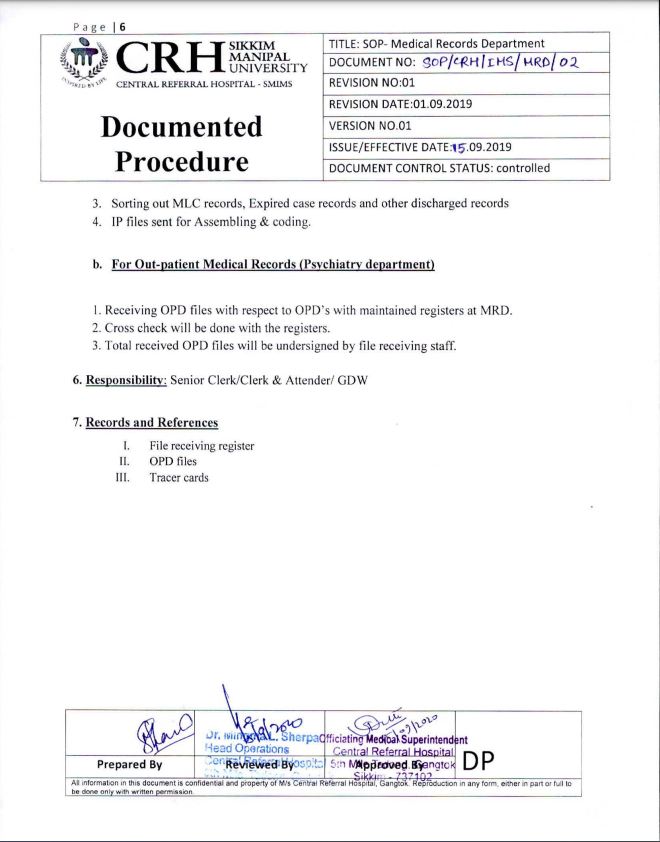 Page | 6
CRH SIKKIM MANIPAL UNIVERSITY
CENTRAL REFERRAL HOSPITAL - SMIMS
INSPIRED BY LIFE
Documented
Procedure
TITLE: SOP- Medical Records Department
DOCUMENT NO: SOP/CRH/IHS/MRD/02
REVISION NO:01
REVISION DATE:01.09.2019
VERSION NO.01
ISSUE/EFFECTIVE DATE:15.09.2019
DOCUMENT CONTROL STATUS: controlled
3. Sorting out MLC records, Expired case records and other discharged records
4. IP files sent for Assembling & coding.
b. For Out-patient Medical Records (Psychiatry department)
1. Receiving OPD files with respect to OPD's with maintained registers at MRD.
2. Cross check will be done with the registers.
3. Total received OPD files will be undersigned by file receiving staff.
6. Responsibility: Senior Clerk/Clerk & Attender/ GDW
7. Records and References
I. File receiving register
II. OPD files
III. Tracer cards
Dr. Sherpa
Head Operations
Officiating Medical Superintendent
Central Referral Hospital
5th Mile Gangtok
Sikkim - 737102
Prepared By
Reviewed By
Approved By
DP
All information in this document is confidential and property of M/s Central Referral Hospital, Gangtok. Reproduction in any form, either in part or full to
be done only with written permission.